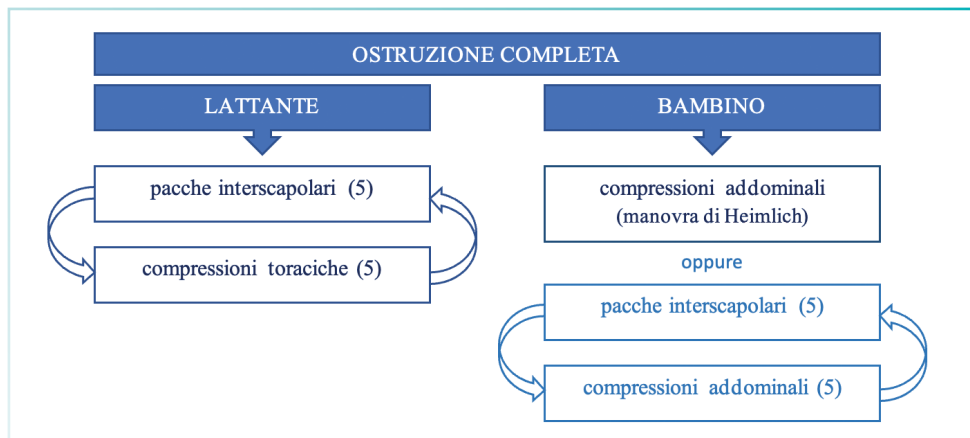 OSTRUZIONE COMPLETA
LATTANTE
pacche interscapolari (5)
compressioni toraciche (5)
BAMBINO
compressioni addominali
(manovra di Heimlich)
oppure
pacche interscapolari (5)
compressioni addominali (5)